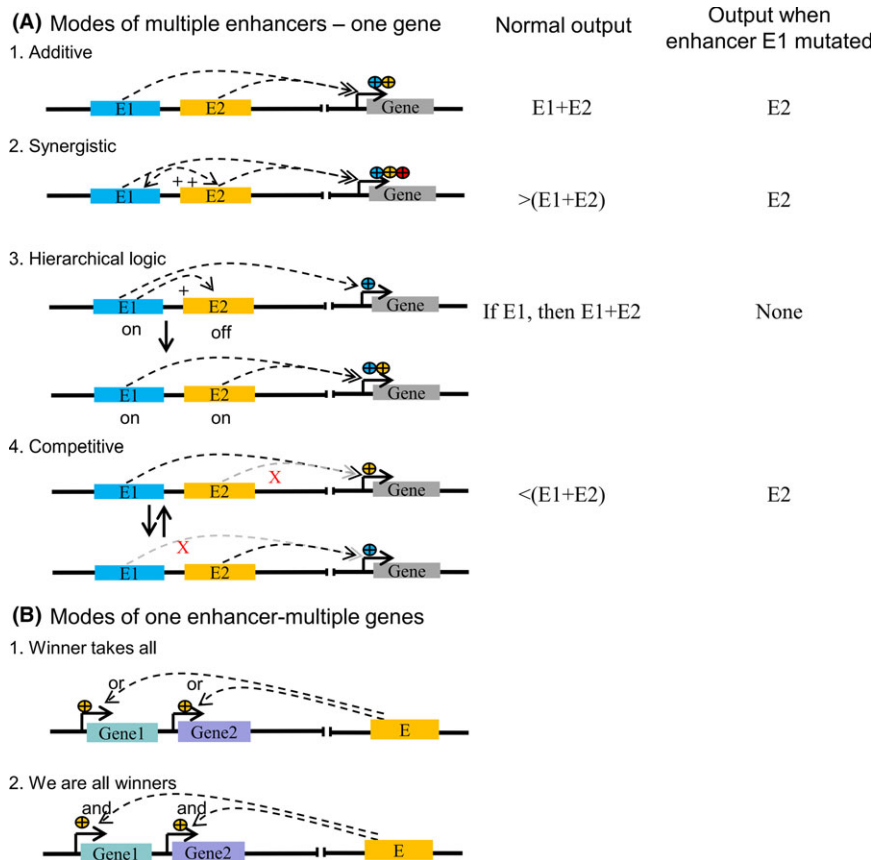 (A) Modes of multiple enhancers – one gene
Normal output
Output when
enhancer E1 mutated
1. Additive
E1
E2
Gene
E1+E2
E2
2. Synergistic
++
E1
E2
Gene
>(E1+E2)
E2
3. Hierarchical logic
+
E1
E2
Gene
on
off
If E1, then E1+E2
None
E1
E2
Gene
on
on
4. Competitive
X
E1
E2
Gene
<(E1+E2)
E2
X
E1
E2
Gene
(B) Modes of one enhancer-multiple genes
1. Winner takes all
or
or
Gene1
Gene2
E
2. We are all winners
and
and
Gene1
Gene2
E